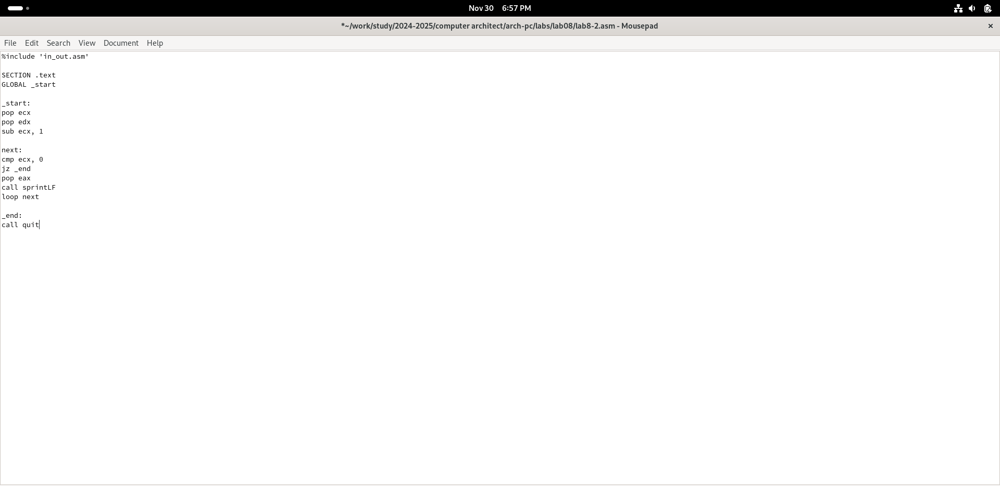 Nov 30 6:57 PM
*~/work/study/2024-2025/computer architect/arch-pc/labs/lab08/lab8-2.asm - Mousepad
File Edit Search View Document Help
%include 'in_out.asm'
SECTION .text
GLOBAL _start
_start:
pop ecx
pop edx
sub ecx, 1
next:
cmp ecx, 0
jz _end
pop eax
call sprintLF
loop next
_end:
call quit